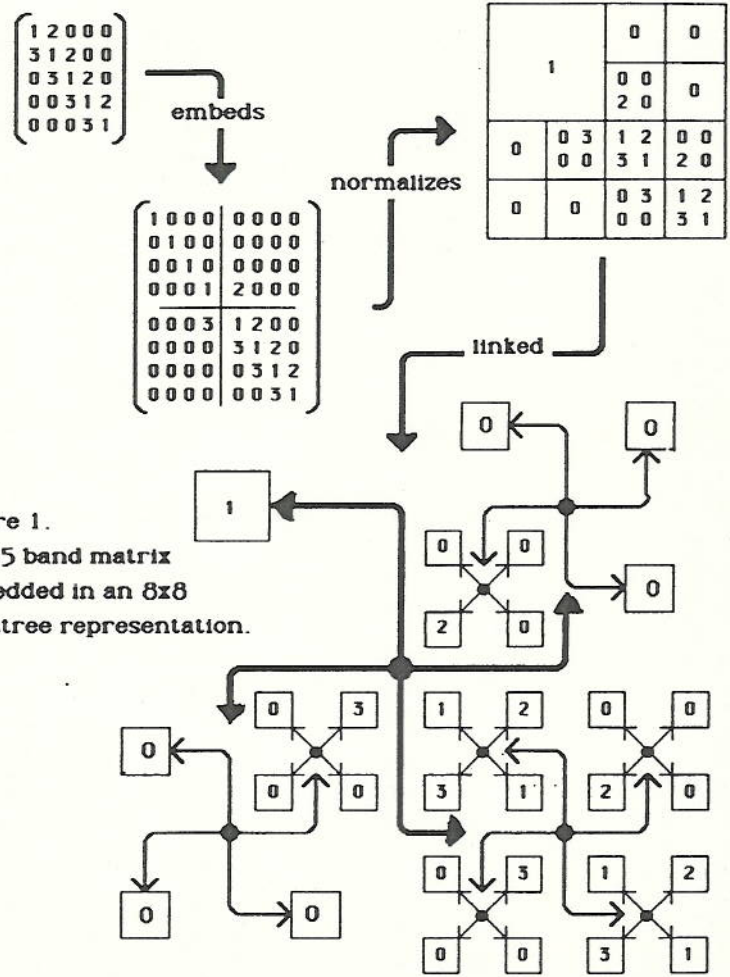 1 2 0 0 0
3 1 2 0 0
0 3 1 2 0
0 0 3 1 2
0 0 0 3 1
embeds
1 0 0 0 0 0 0 0
0 1 0 0 0 0 0 0
0 0 1 0 0 0 0 0
0 0 0 1 2 0 0 0
0 0 0 3 1 2 0 0
0 0 0 0 3 1 2 0
0 0 0 0 0 3 1 2
0 0 0 0 0 0 3 1
normalizes
0 0
1
0 0
2 0 0
0 3 1 2 0 0
0 0 0 3 1 2 0
0 3 1 2
0 0 0 0 3 1
linked
0 0
1
0 0
2 0 0
re 1.
5 band matrix
edded in an 8x8
tree representation.
0 3 1 2 0 0
0
0 0 3 1 2 0
0 3 1 2
0 0
0 0 3 1